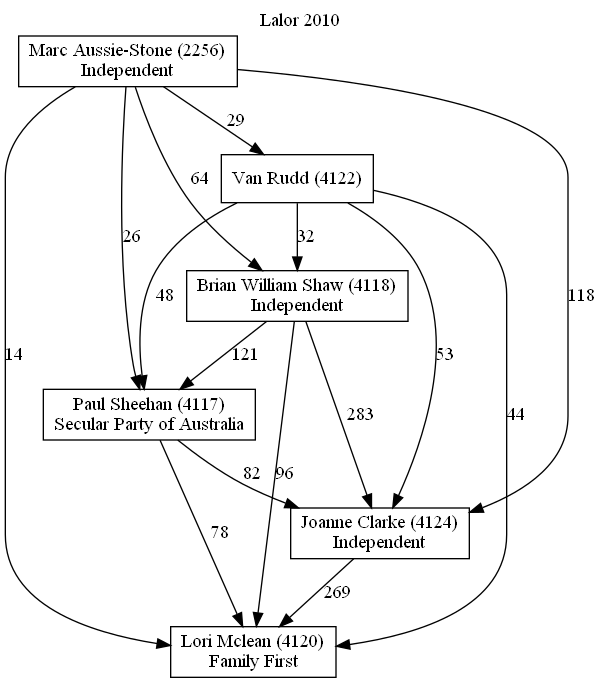 Lalor 2010
Marc Aussie-Stone (2256)
Independent
29
Van Rudd (4122)
64
26
32
48
Brian William Shaw (4118)
Independent
118
14
121
53
Paul Sheehan (4117)
Secular Party of Australia
283
44
82
96
78
Joanne Clarke (4124)
Independent
269
Lori Mclean (4120)
Family First